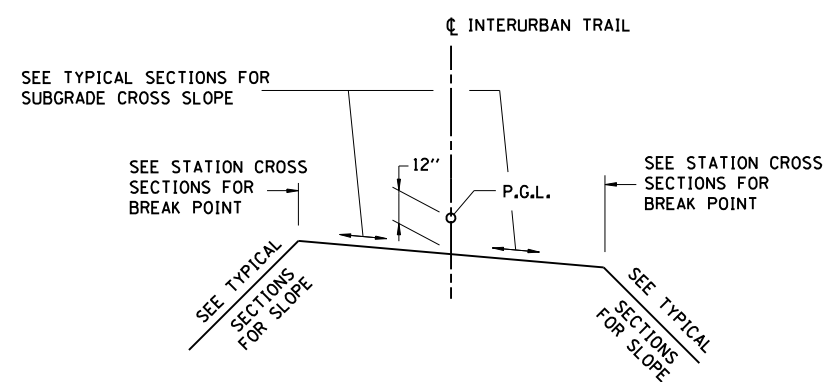 ℄ INTERURBAN TRAIL
SEE TYPICAL SECTIONS FOR
SUBGRADE CROSS SLOPE
12"
SEE STATION CROSS
SECTIONS FOR
BREAK POINT
P.G.L.
SEE STATION CROSS
SECTIONS FOR
BREAK POINT
SEE TYPICAL
SECTIONS
FOR SLOPE
SEE TYPICAL
SECTIONS
FOR SLOPE